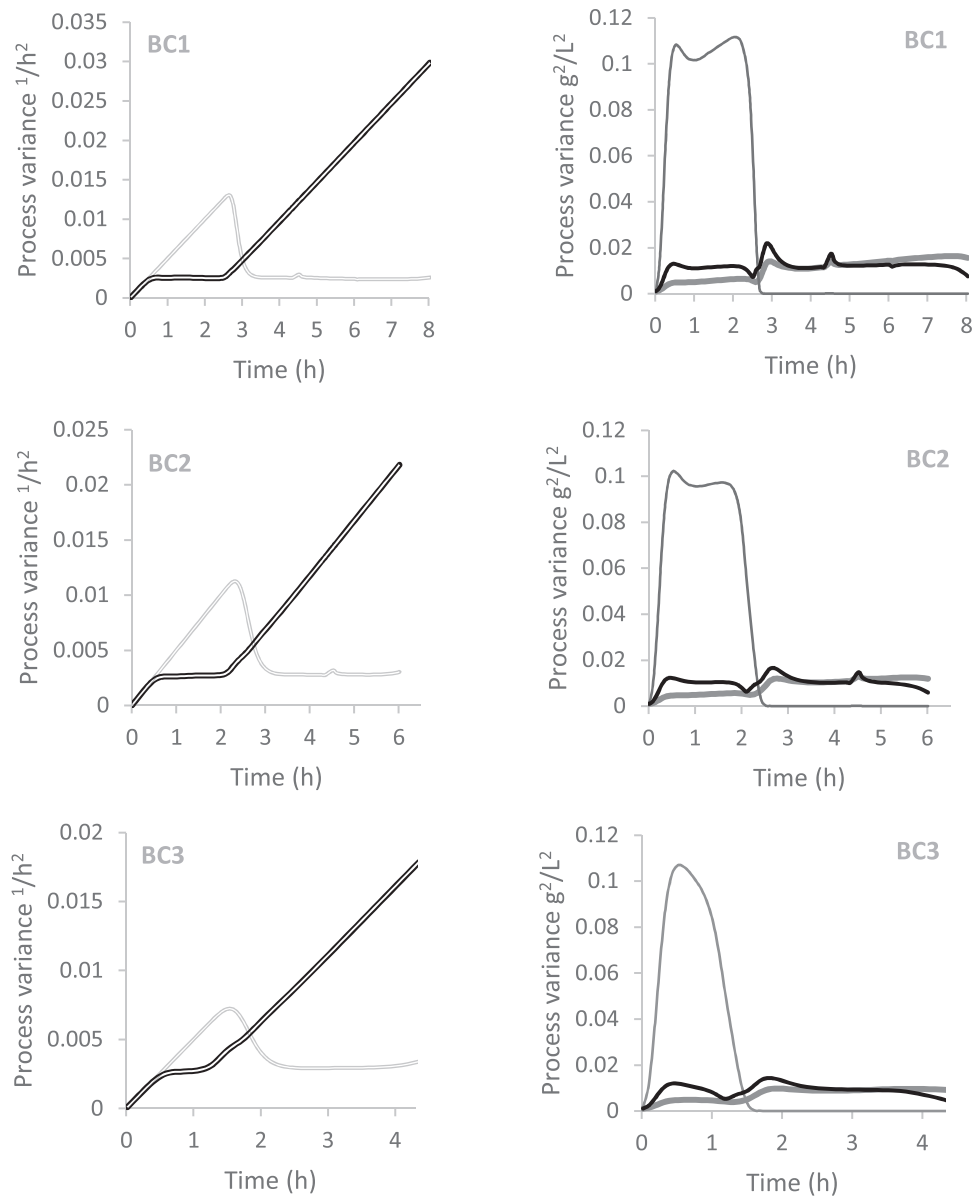 BC1
Process variance 1/h2
0.035
0.03
0.025
0.02
0.015
0.01
0.005
0
0 1 2 3 4 5 6 7 8
Time (h)
BC1
Process variance g2/L2
0.12
0.1
0.08
0.06
0.04
0.02
0
0 1 2 3 4 5 6 7 8
Time (h)
BC2
Process variance 1/h2
0.025
0.02
0.015
0.01
0.005
0
0 1 2 3 4 5 6
Time (h)
BC2
Process variance g2/L2
0.12
0.1
0.08
0.06
0.04
0.02
0
0 1 2 3 4 5 6
Time (h)
BC3
Process variance 1/h2
0.02
0.015
0.01
0.005
0
0 1 2 3 4
Time (h)
BC3
Process variance g2/L2
0.12
0.1
0.08
0.06
0.04
0.02
0
0 1 2 3 4
Time (h)